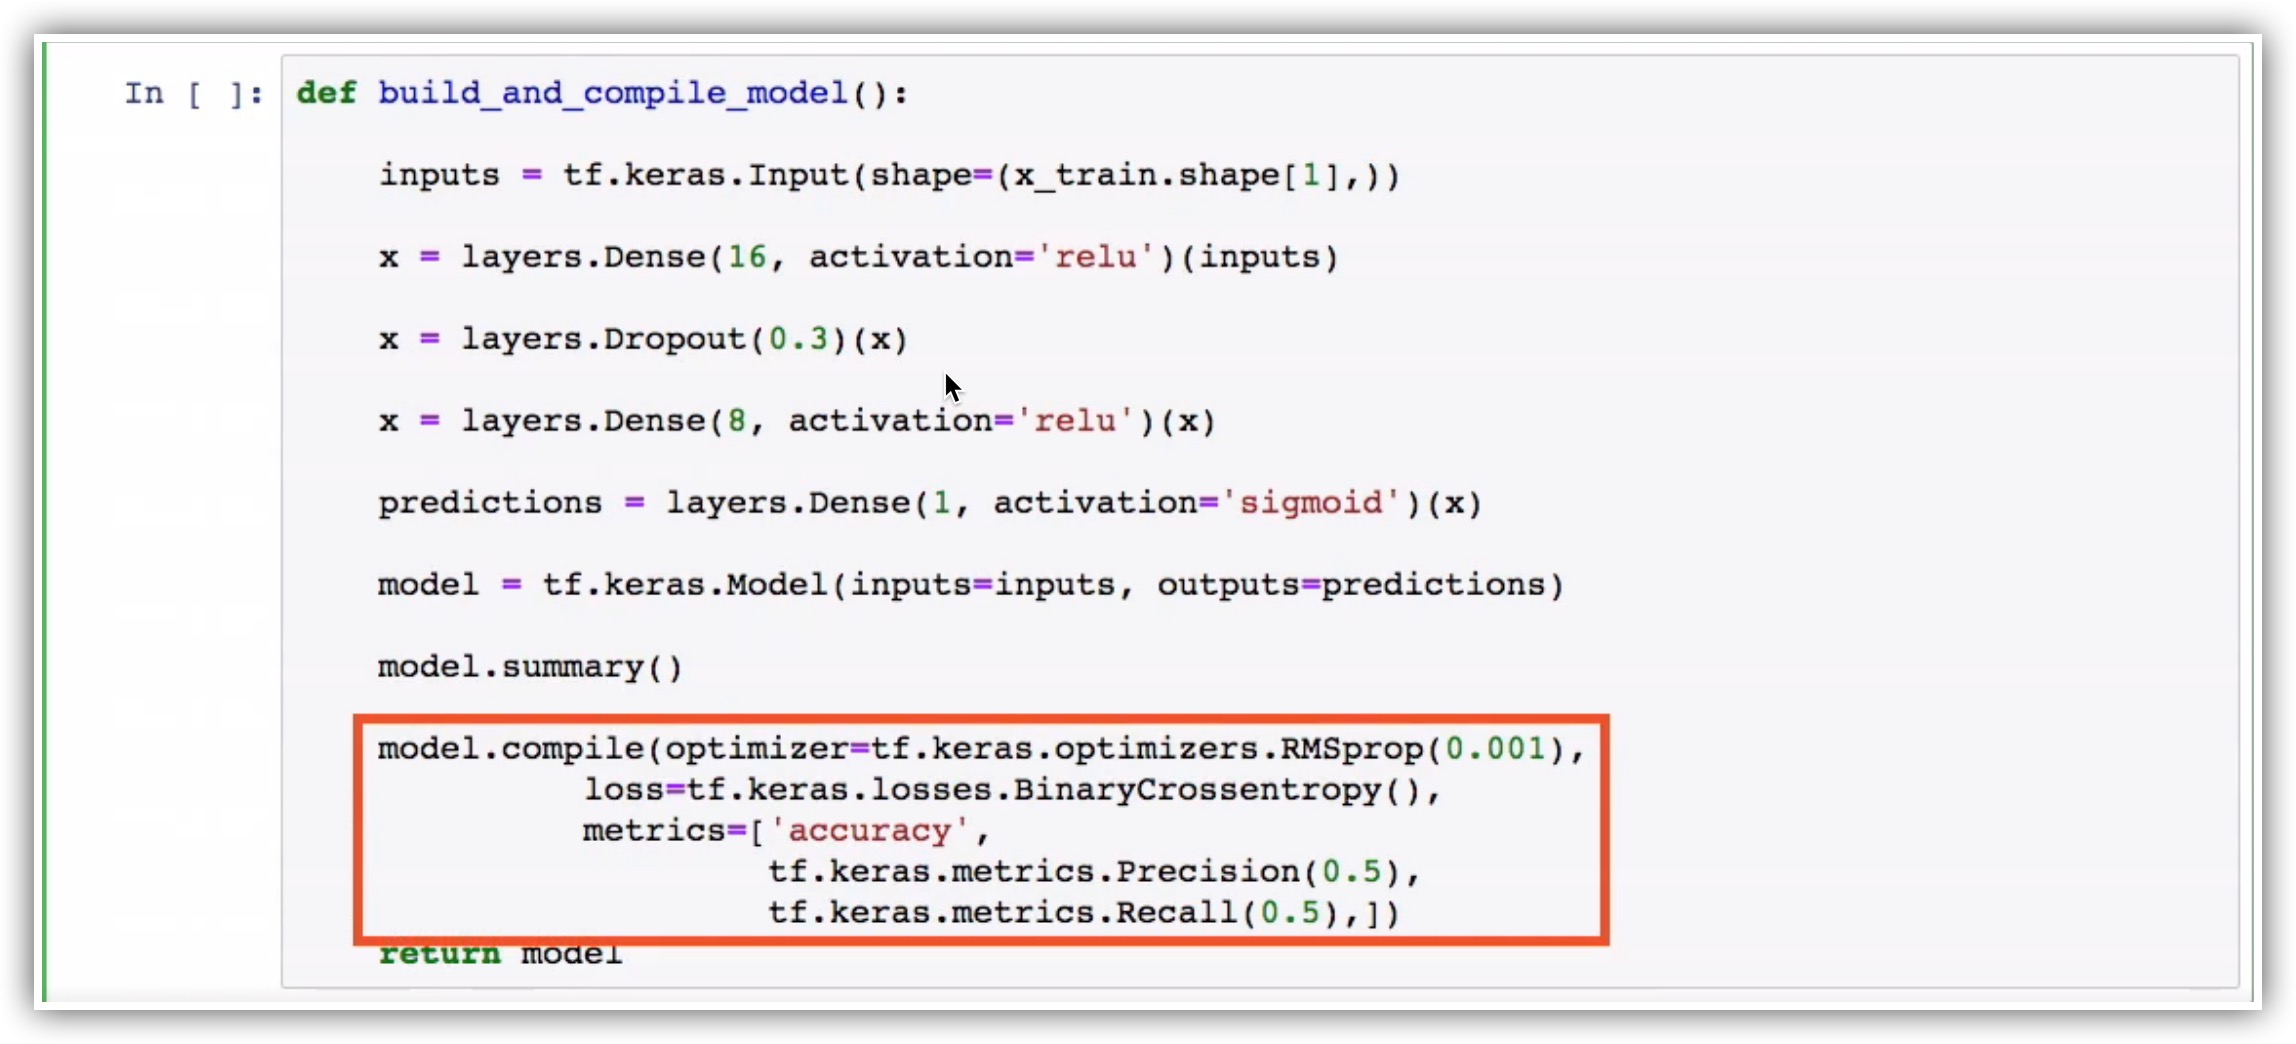 In [ ]: def build_and_compile_model():
inputs = tf.keras.Input(shape=(x_train.shape[1],))
x = layers.Dense(16, activation='relu')(inputs)
x = layers.Dropout(0.3)(x)
x = layers.Dense(8, activation='relu')(x)
predictions = layers.Dense(1, activation='sigmoid')(x)
model = tf.keras.Model(inputs=inputs, outputs=predictions)
model.summary()
model.compile(optimizer=tf.keras.optimizers.RMSprop(0.001),
loss=tf.keras.losses.BinaryCrossentropy(),
metrics=['accuracy',
tf.keras.metrics.Precision(0.5),
tf.keras.metrics.Recall(0.5),])
return model